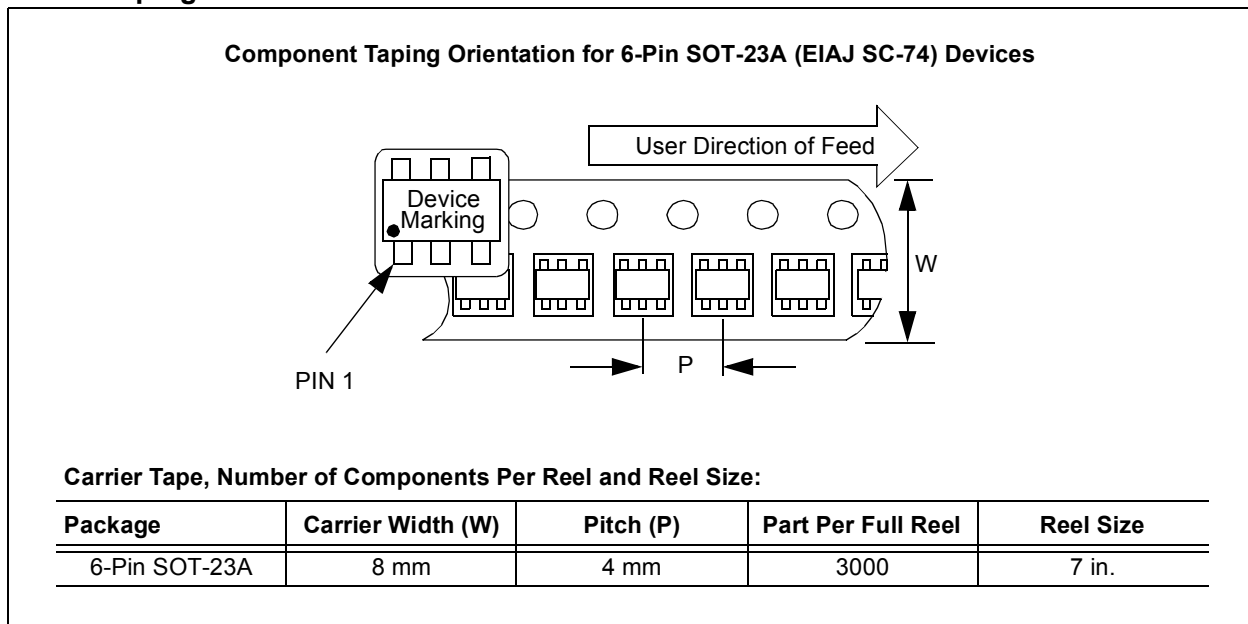 Component Taping Orientation for 6-Pin SOT-23A (EIAJ SC-74) Devices
User Direction of Feed
Device
Marking
W
P
PIN 1
Carrier Tape, Number of Components Per Reel and Reel Size:
Package Carrier Width (W) Pitch (P) Part Per Full Reel Reel Size
6-Pin SOT-23A 8 mm 4 mm 3000 7 in.